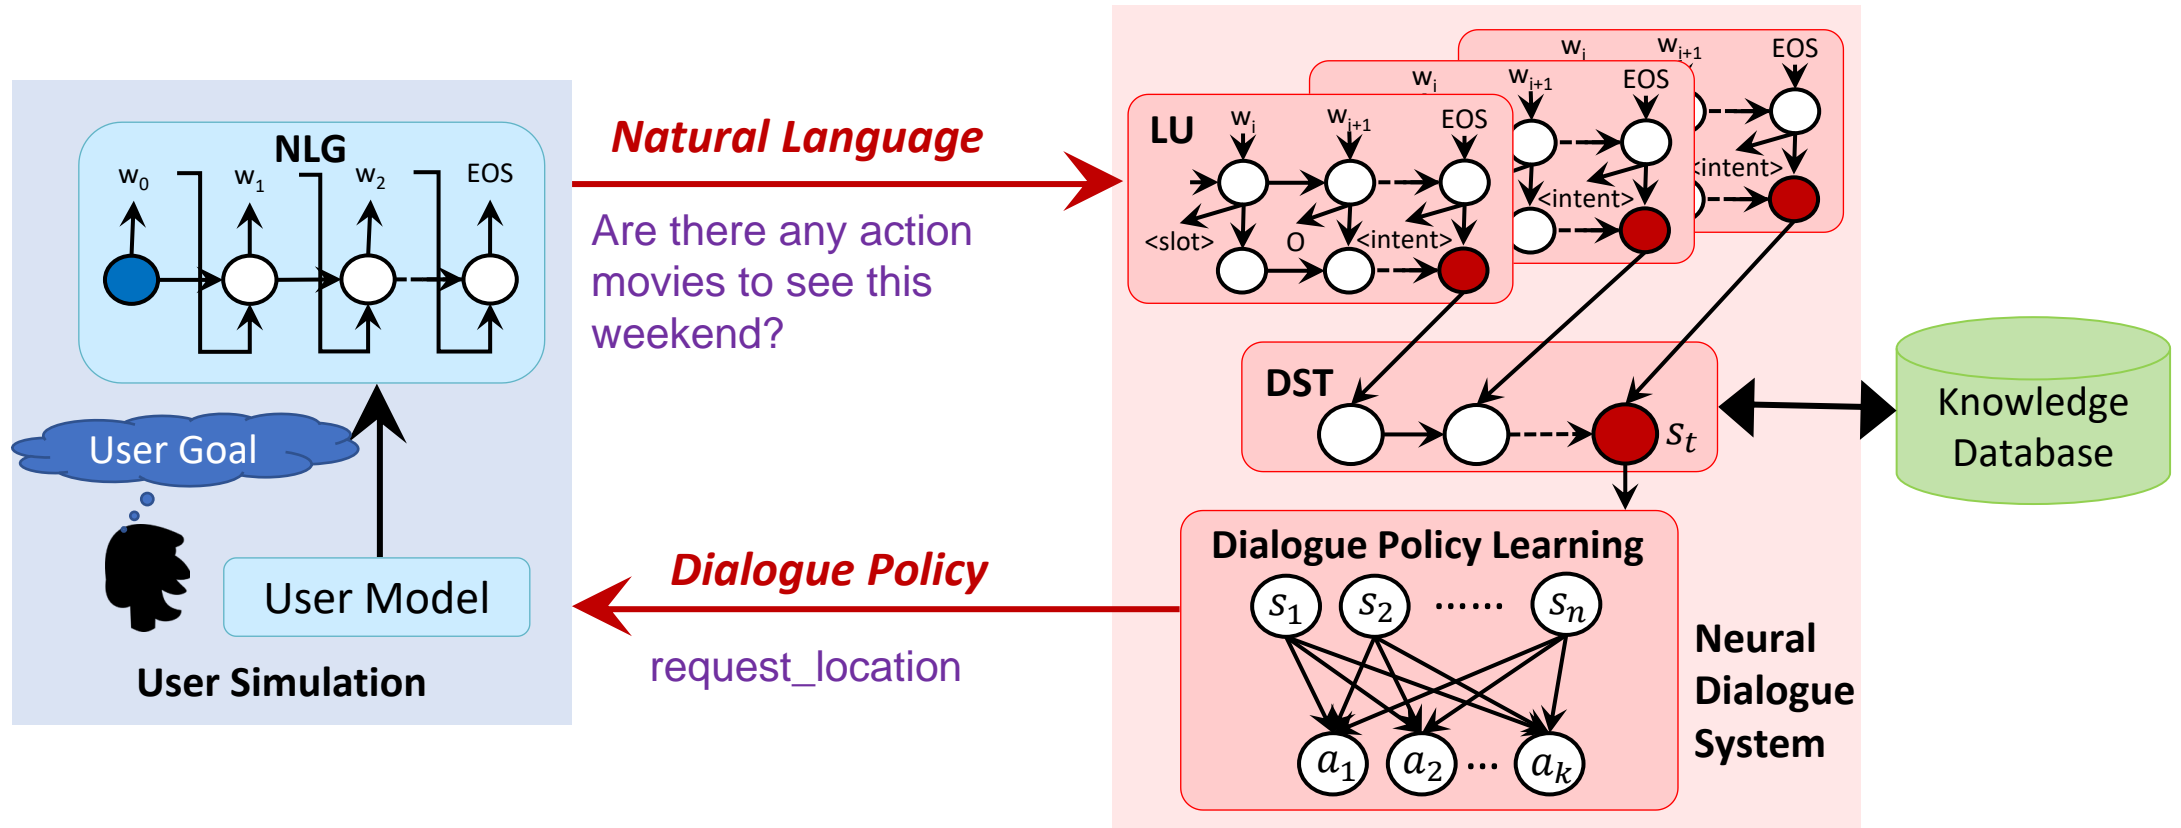 NLG
w0
w1
w2
EOS
User Goal
User Model
User Simulation
Natural Language
Are there any action
movies to see this
weekend?
Dialogue Policy
request_location
wi
wi+1
EOS
<intent>
wi
wi+1
EOS
<intent>
LU
wi
wi+1
EOS
<slot>
O
<intent>
DST
st
Knowledge
Database
Dialogue Policy Learning
s1 s2 ...... sn
a1 a2 ... ak
Neural
Dialogue
System